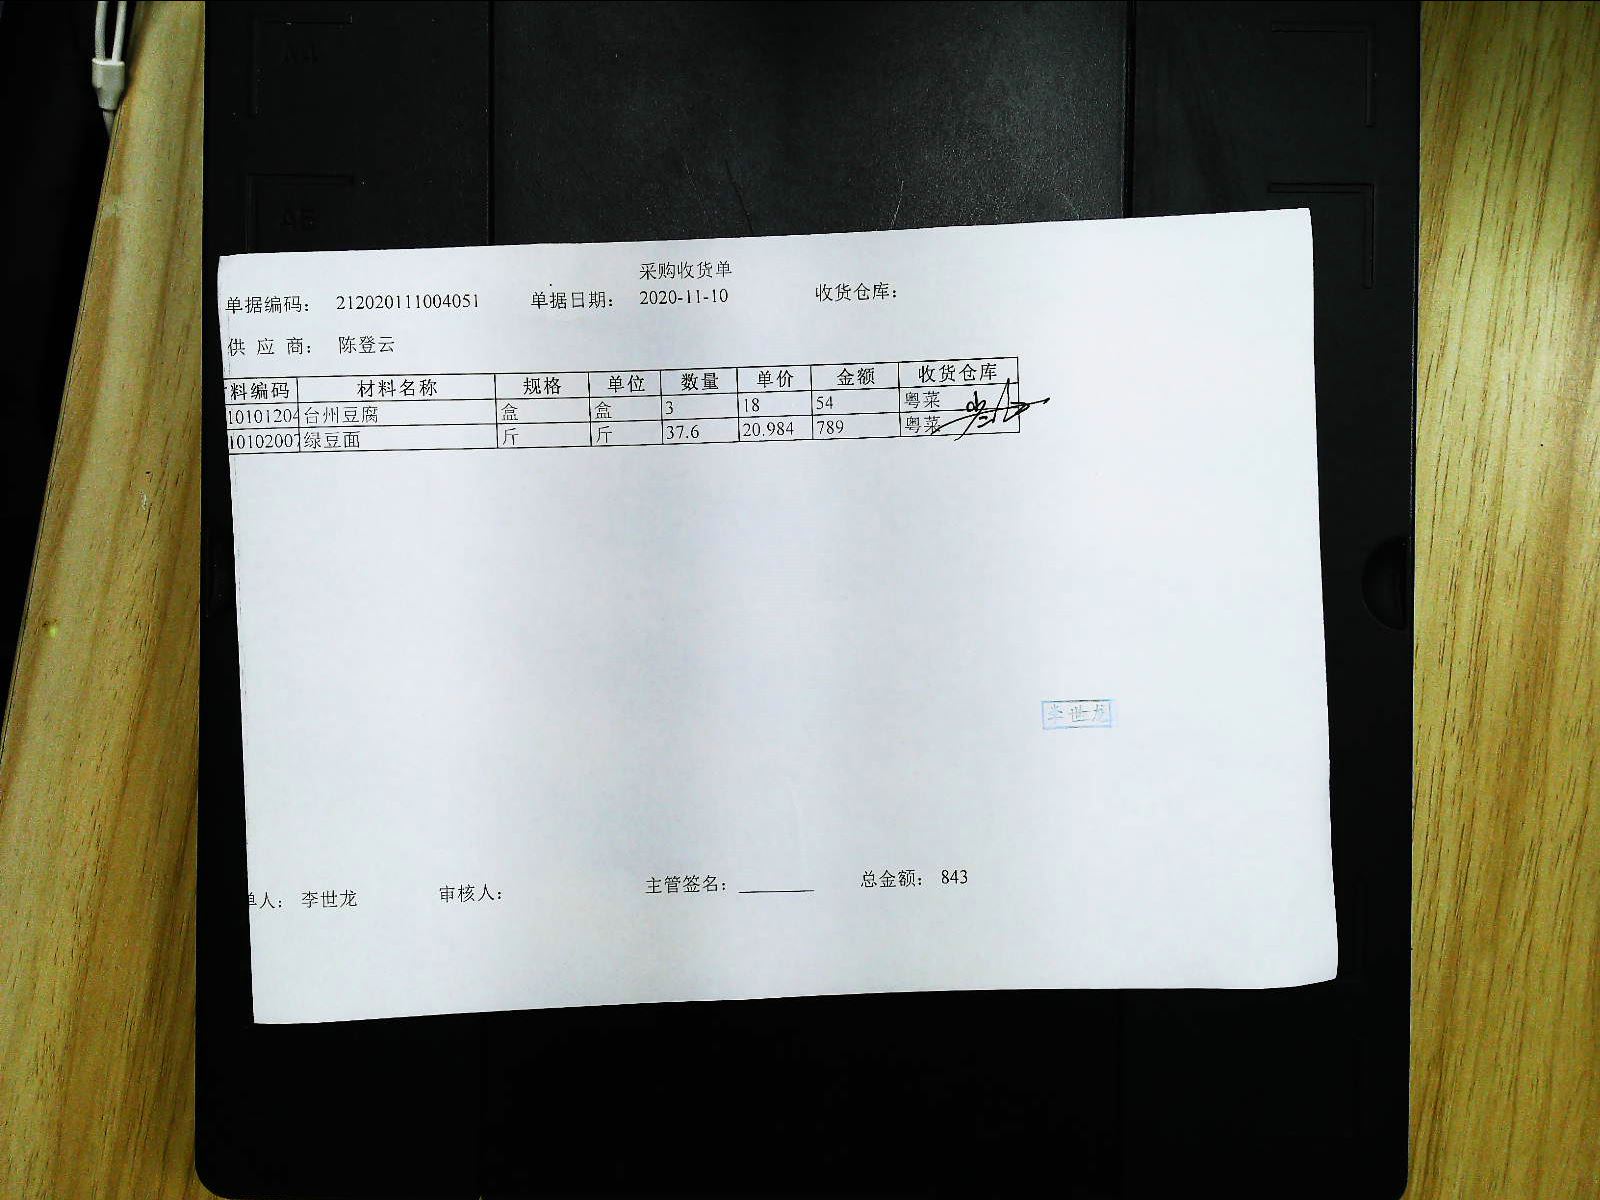 采购收货单
单据编码： 212020111004051 单据日期： 2020-11-10 收货仓库：
供 应 商： 陈登云
料编码 材料名称 规格 单位 数量 单价 金额 收货仓库
10101204 台州豆腐 盒 盒 3 18 54 粤菜
10102007 绿豆面 斤 斤 37.6 20.984 789 粤菜
李世龙
单人： 李世龙 审核人： 主管签名： 总金额： 843